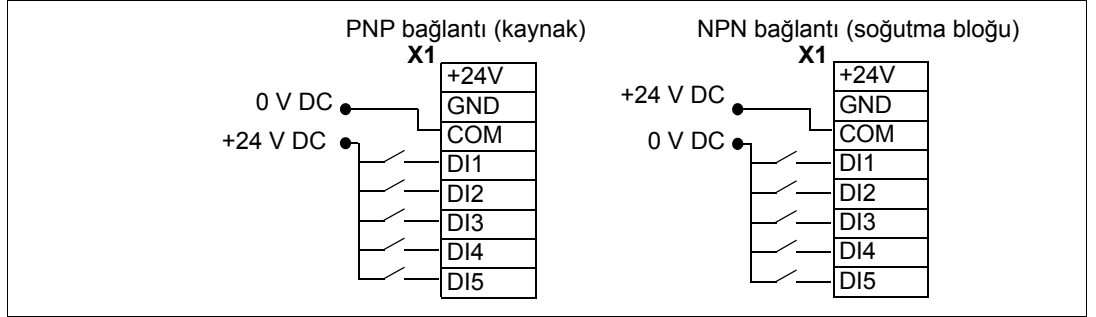 PNP bağlantı (kaynak)
X1
0 V DC
+24 V DC
+24V
GND
COM
DI1
DI2
DI3
DI4
DI5
NPN bağlantı (soğutma bloğu)
X1
+24 V DC
0 V DC
+24V
GND
COM
DI1
DI2
DI3
DI4
DI5